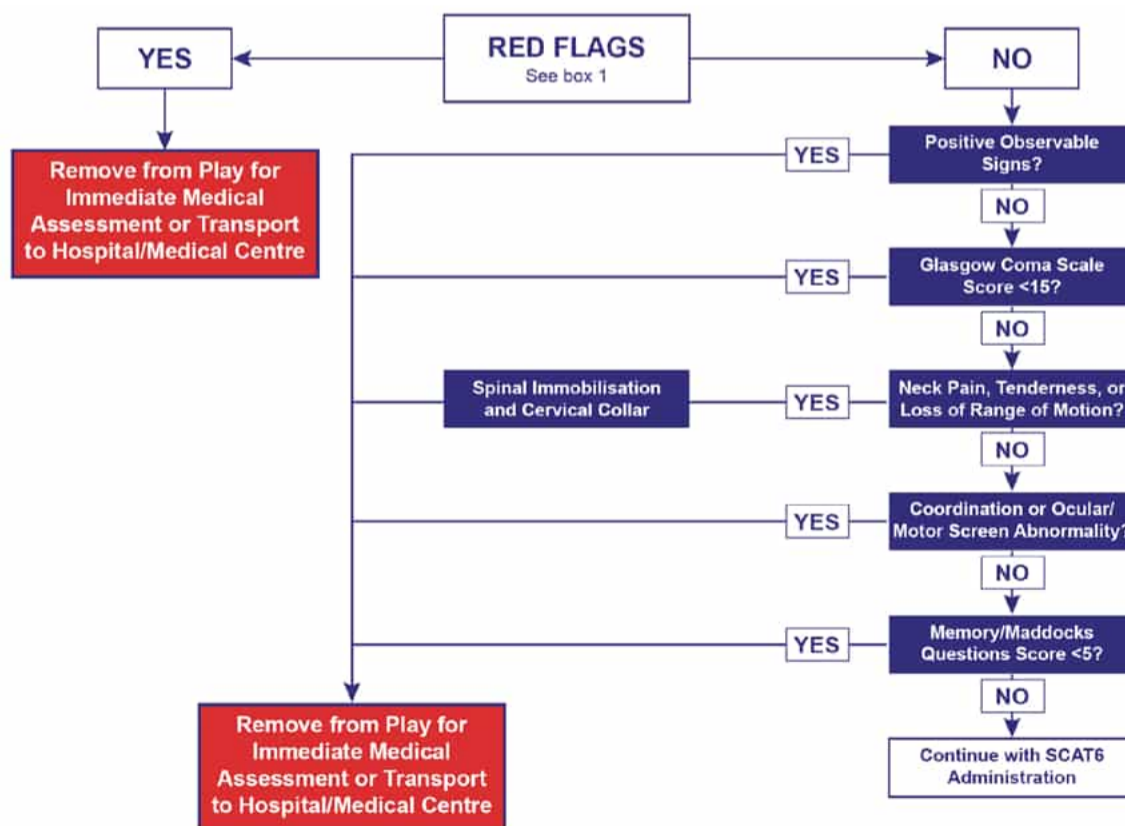 YES
RED FLAGS
See box 1
NO
Remove from Play for
Immediate Medical
Assessment or Transport
to Hospital/Medical Centre
YES
Positive Observable
Signs?
NO
YES
Glasgow Coma Scale
Score <15?
NO
Spinal Immobilisation
and Cervical Collar
YES
Neck Pain, Tenderness, or
Loss of Range of Motion?
NO
YES
Coordination or Ocular/
Motor Screen Abnormality?
NO
YES
Memory/Maddocks
Questions Score <5?
NO
Remove from Play for
Immediate Medical
Assessment or Transport
to Hospital/Medical Centre
Continue with SCAT6
Administration